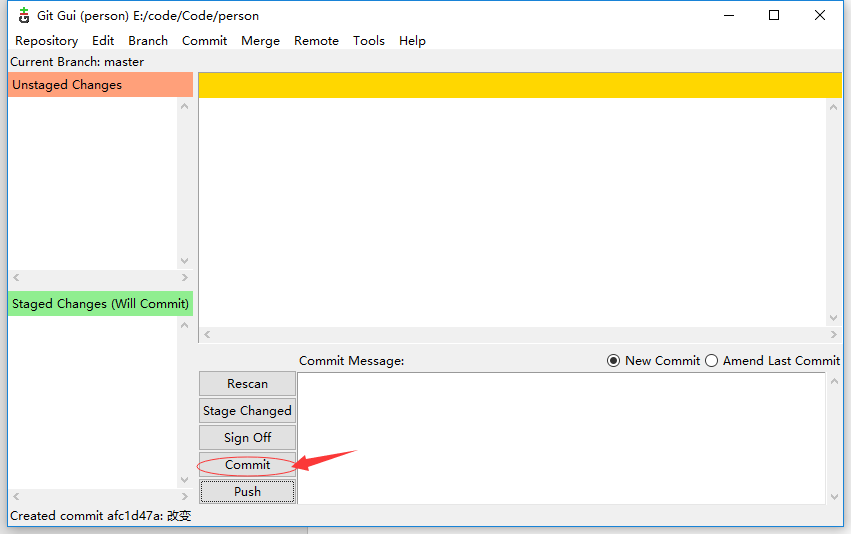 Git Gui (person) E:/code/Code/person
Repository Edit Branch Commit Merge Remote Tools Help
Current Branch: master
Unstaged Changes
Staged Changes (Will Commit)
Commit Message: New Commit Amend Last Commit
Rescan
Stage Changed
Sign Off
Commit
Push
Created commit afc1d47a: 改变